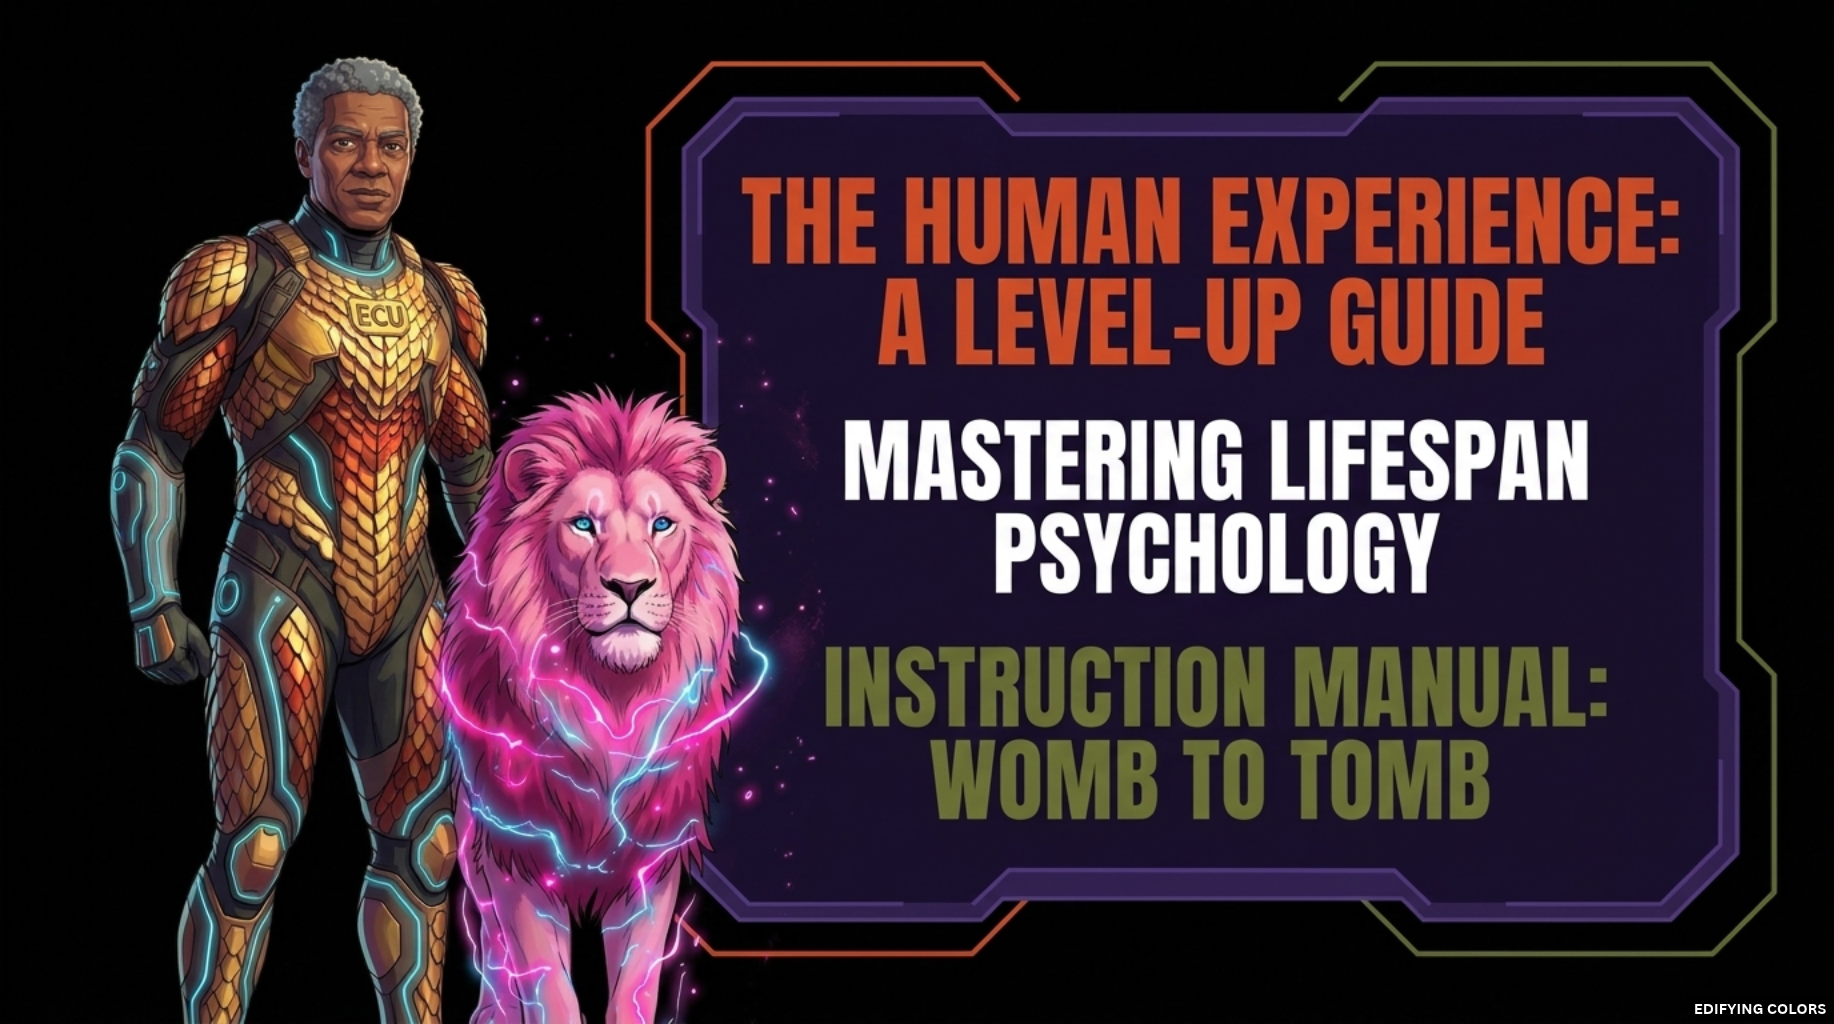 ECU
THE HUMAN EXPERIENCE:
A LEVEL-UP GUIDE
MASTERING LIFESPAN
PSYCHOLOGY
INSTRUCTION MANUAL:
WOMB TO TOMB
EDIFYING COLORS